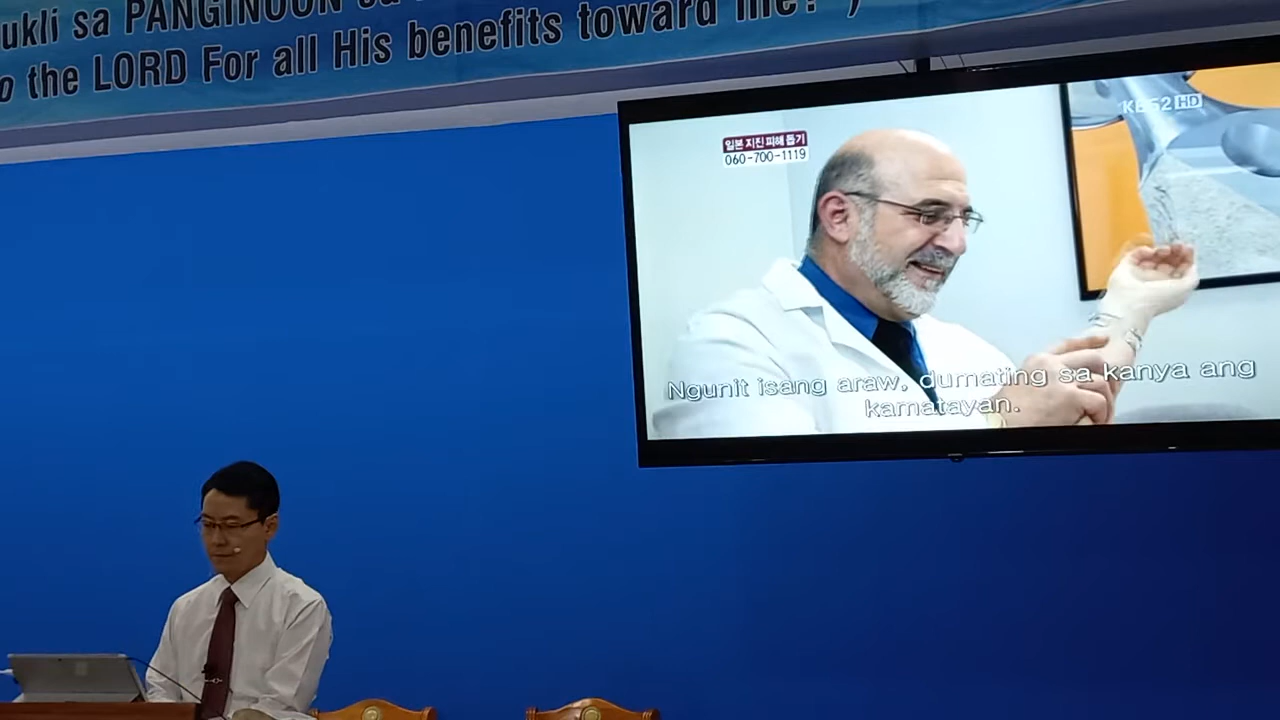 ukli sa PANGINOON sa
the LORD For all His benefits toward me? )
KBS2 HD
일본 지진 피해 돕기
060-700-1119
Ngunit isang araw, dumating sa kanya ang
kamatayan.